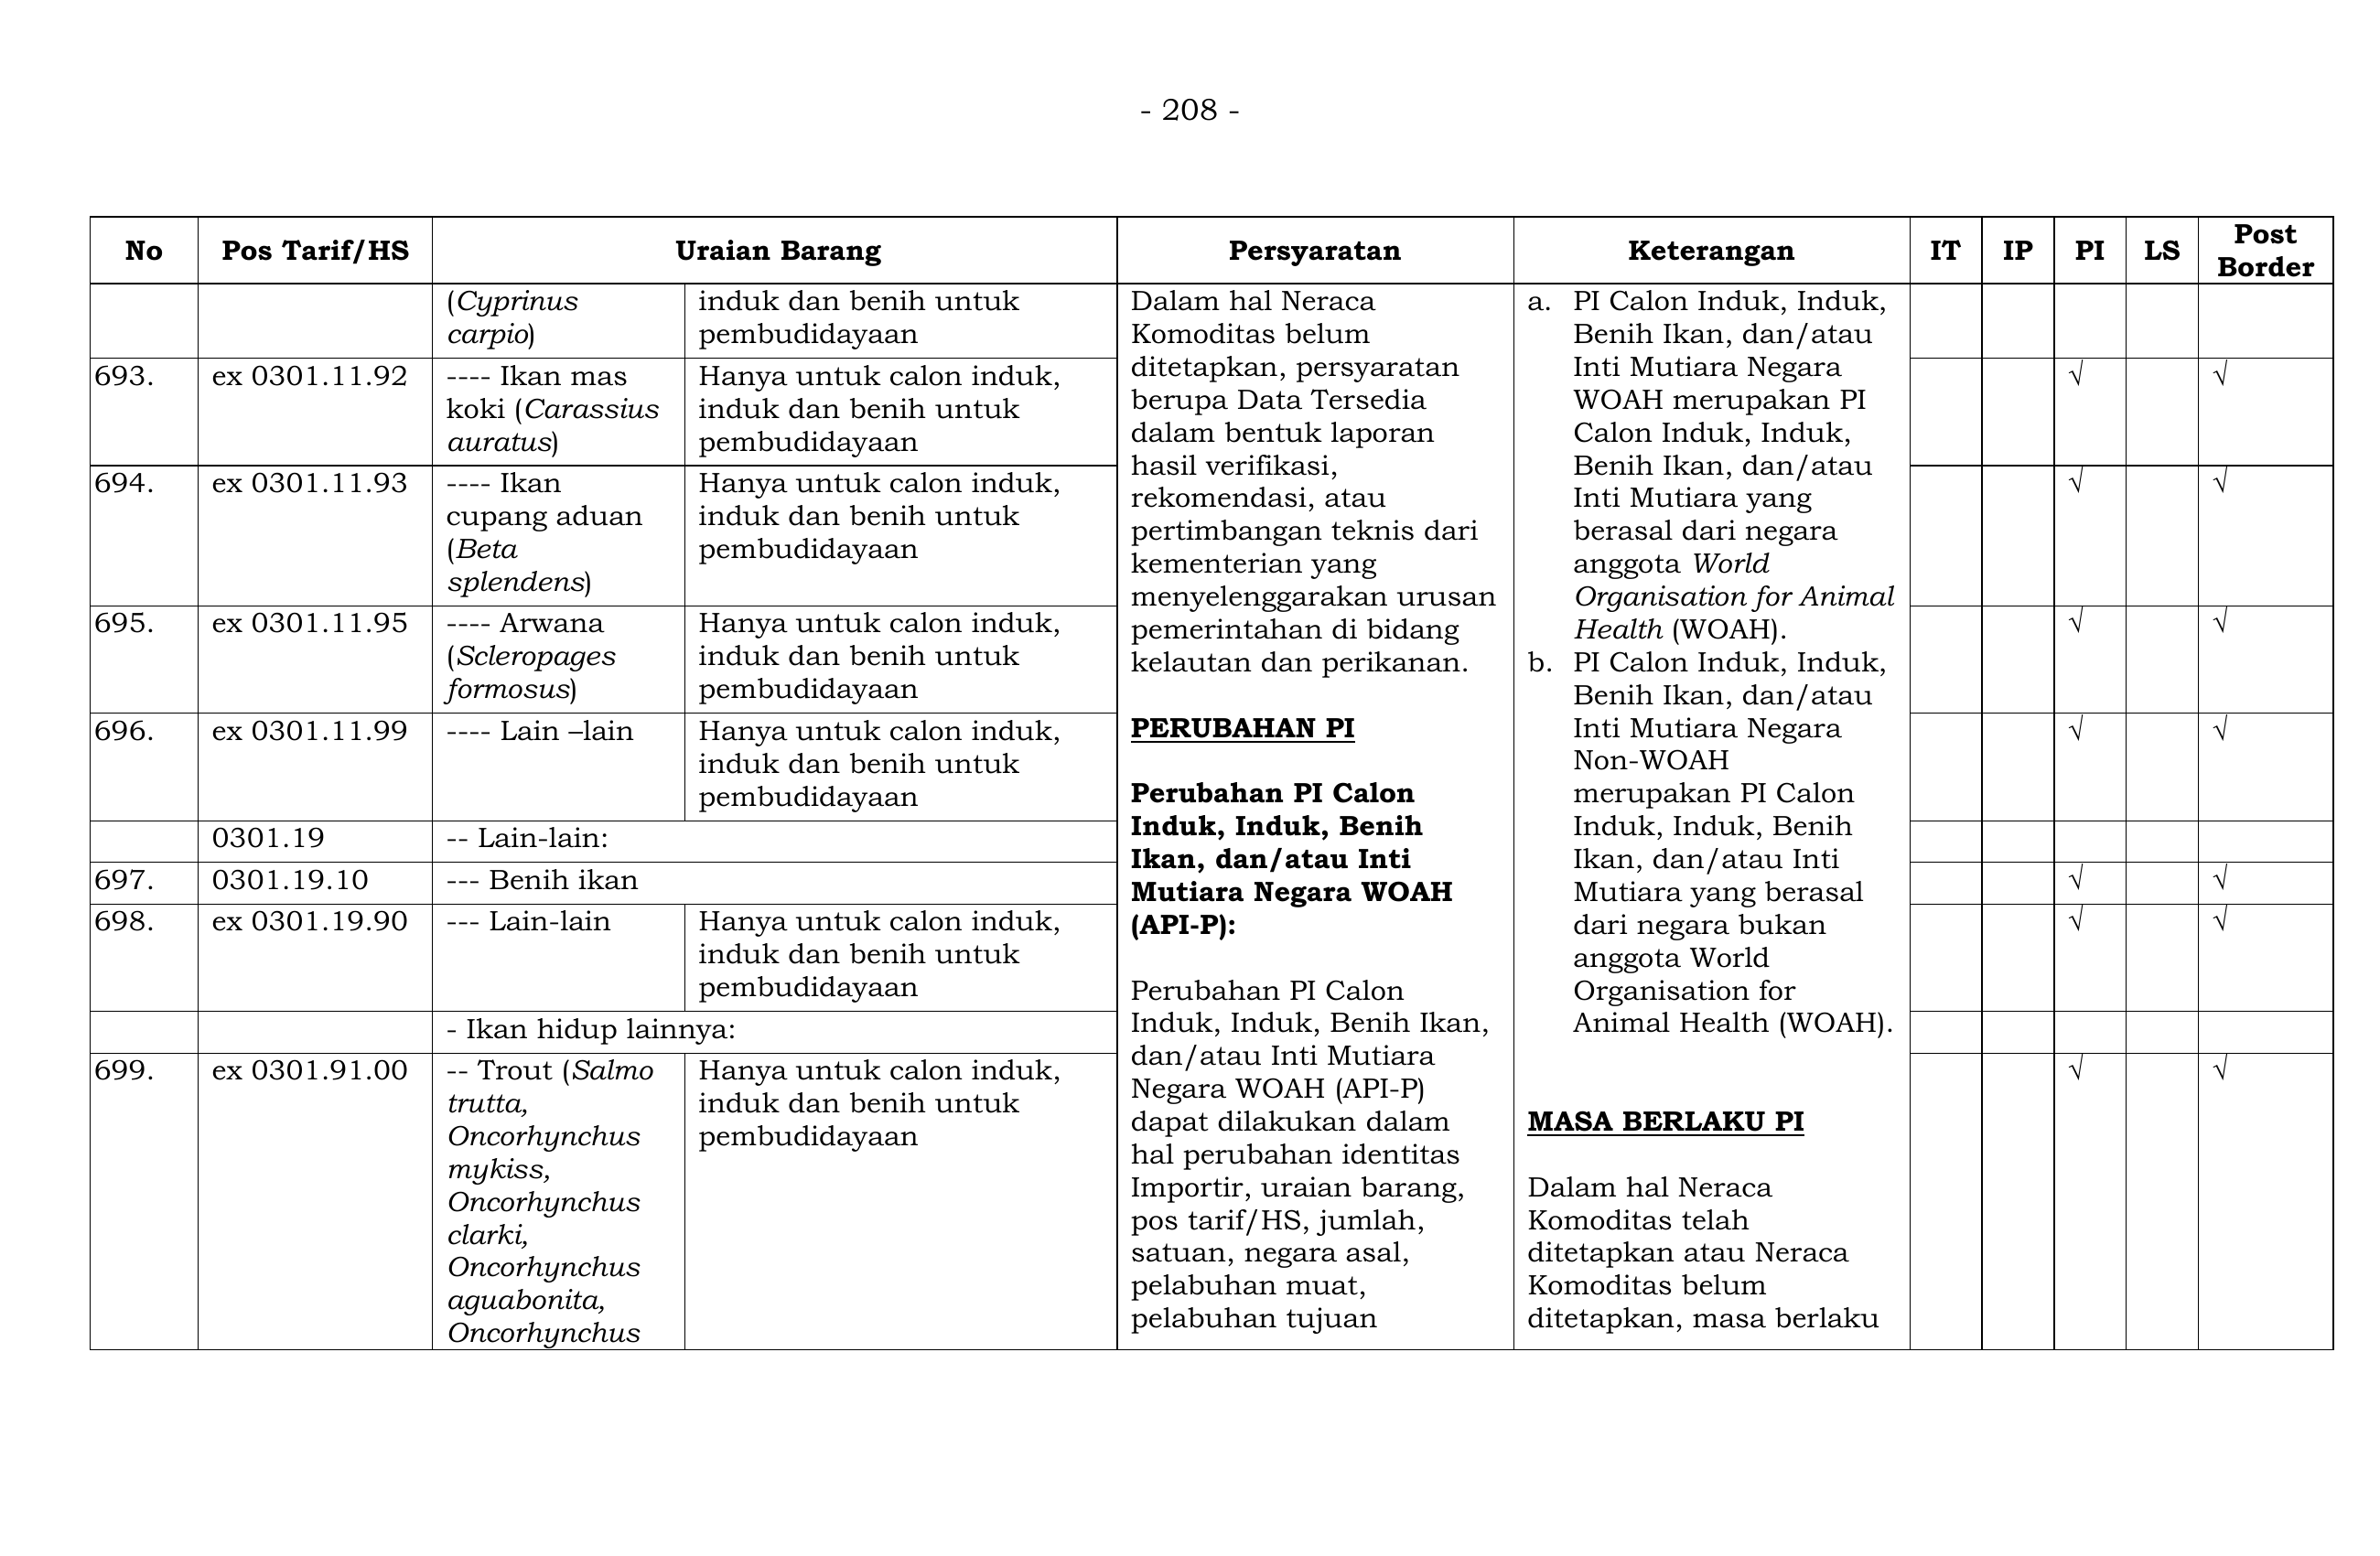 - 208 -
No
Pos Tarif/HS
Uraian Barang
Persyaratan
Keterangan
IT
IP
PI
LS
Post
Border
(Cyprinus
carpio)
induk dan benih untuk
pembudidayaan
693.
ex 0301.11.92
---- Ikan mas
koki (Carassius
auratus)
Hanya untuk calon induk,
induk dan benih untuk
pembudidayaan
√
√
694.
ex 0301.11.93
---- Ikan
cupang aduan
(Beta
splendens)
Hanya untuk calon induk,
induk dan benih untuk
pembudidayaan
√
√
695.
ex 0301.11.95
---- Arwana
(Scleropages
formosus)
Hanya untuk calon induk,
induk dan benih untuk
pembudidayaan
√
√
696.
ex 0301.11.99
---- Lain –lain
Hanya untuk calon induk,
induk dan benih untuk
pembudidayaan
√
√
0301.19
-- Lain-lain:
697.
0301.19.10
--- Benih ikan
√
√
698.
ex 0301.19.90
--- Lain-lain
Hanya untuk calon induk,
induk dan benih untuk
pembudidayaan
√
√
- Ikan hidup lainnya:
699.
ex 0301.91.00
-- Trout (Salmo
trutta,
Oncorhynchus
mykiss,
Oncorhynchus
clarki,
Oncorhynchus
aguabonita,
Oncorhynchus
Hanya untuk calon induk,
induk dan benih untuk
pembudidayaan
√
√
Dalam hal Neraca
Komoditas belum
ditetapkan, persyaratan
berupa Data Tersedia
dalam bentuk laporan
hasil verifikasi,
rekomendasi, atau
pertimbangan teknis dari
kementerian yang
menyelenggarakan urusan
pemerintahan di bidang
kelautan dan perikanan.
PERUBAHAN PI
Perubahan PI Calon
Induk, Induk, Benih
Ikan, dan/atau Inti
Mutiara Negara WOAH
(API-P):
Perubahan PI Calon
Induk, Induk, Benih Ikan,
dan/atau Inti Mutiara
Negara WOAH (API-P)
dapat dilakukan dalam
hal perubahan identitas
Importir, uraian barang,
pos tarif/HS, jumlah,
satuan, negara asal,
pelabuhan muat,
pelabuhan tujuan
a. PI Calon Induk, Induk,
Benih Ikan, dan/atau
Inti Mutiara Negara
WOAH merupakan PI
Calon Induk, Induk,
Benih Ikan, dan/atau
Inti Mutiara yang
berasal dari negara
anggota World
Organisation for Animal
Health (WOAH).
b. PI Calon Induk, Induk,
Benih Ikan, dan/atau
Inti Mutiara Negara
Non-WOAH
merupakan PI Calon
Induk, Induk, Benih
Ikan, dan/atau Inti
Mutiara yang berasal
dari negara bukan
anggota World
Organisation for
Animal Health (WOAH).
MASA BERLAKU PI
Dalam hal Neraca
Komoditas telah
ditetapkan atau Neraca
Komoditas belum
ditetapkan, masa berlaku